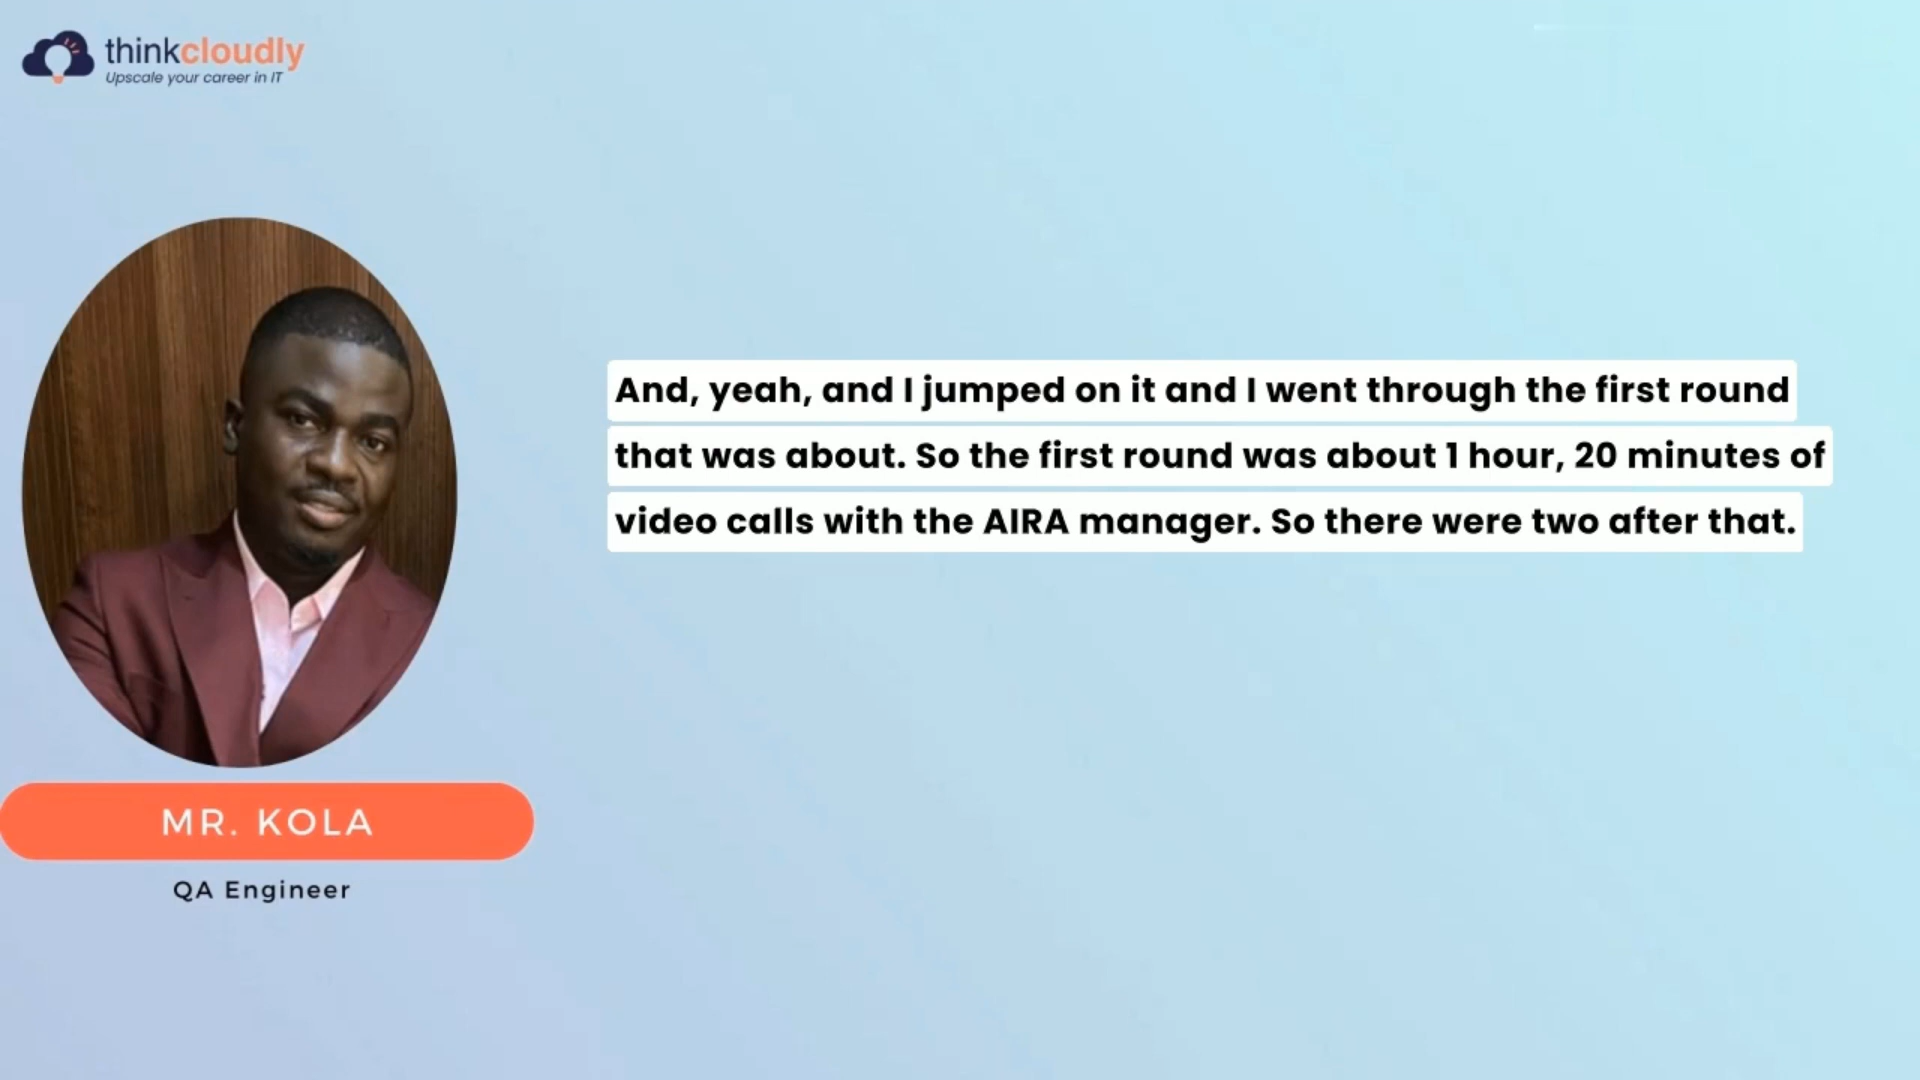 thinkcloudly
Upscale your career in IT
And, yeah, and I jumped on it and I went through the first round
that was about. So the first round was about 1 hour, 20 minutes of
video calls with the AIRA manager. So there were two after that.
MR. KOLA
QA Engineer